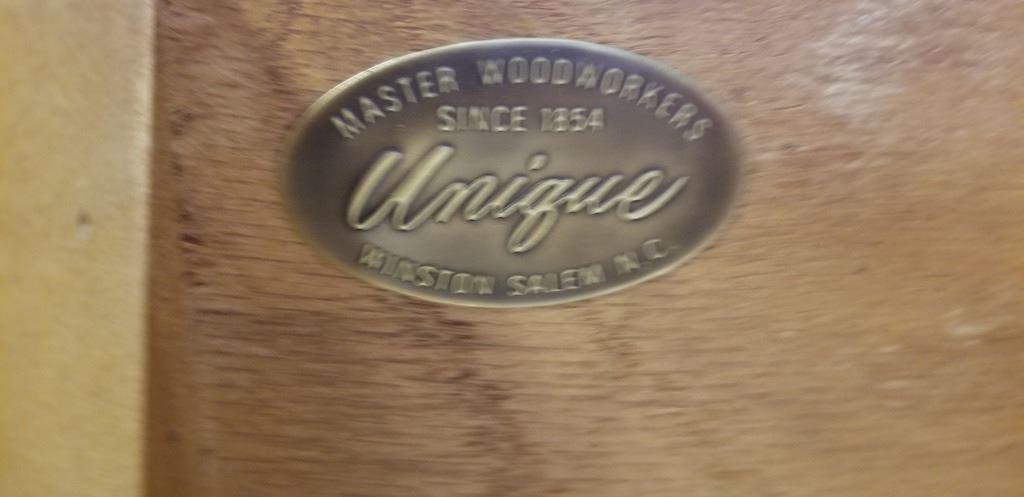 MASTER WOODWORKERS
SINCE 1854
Unique
WINSTON SALEM N.C.